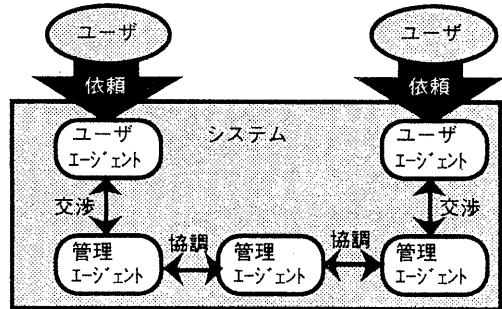 ユーザ
ユーザ
依頼
依頼
ユーザ
エージェント
システム
ユーザ
エージェント
交渉
交渉
協調
協調
管理
エージェント
管理
エージェント
管理
エージェント